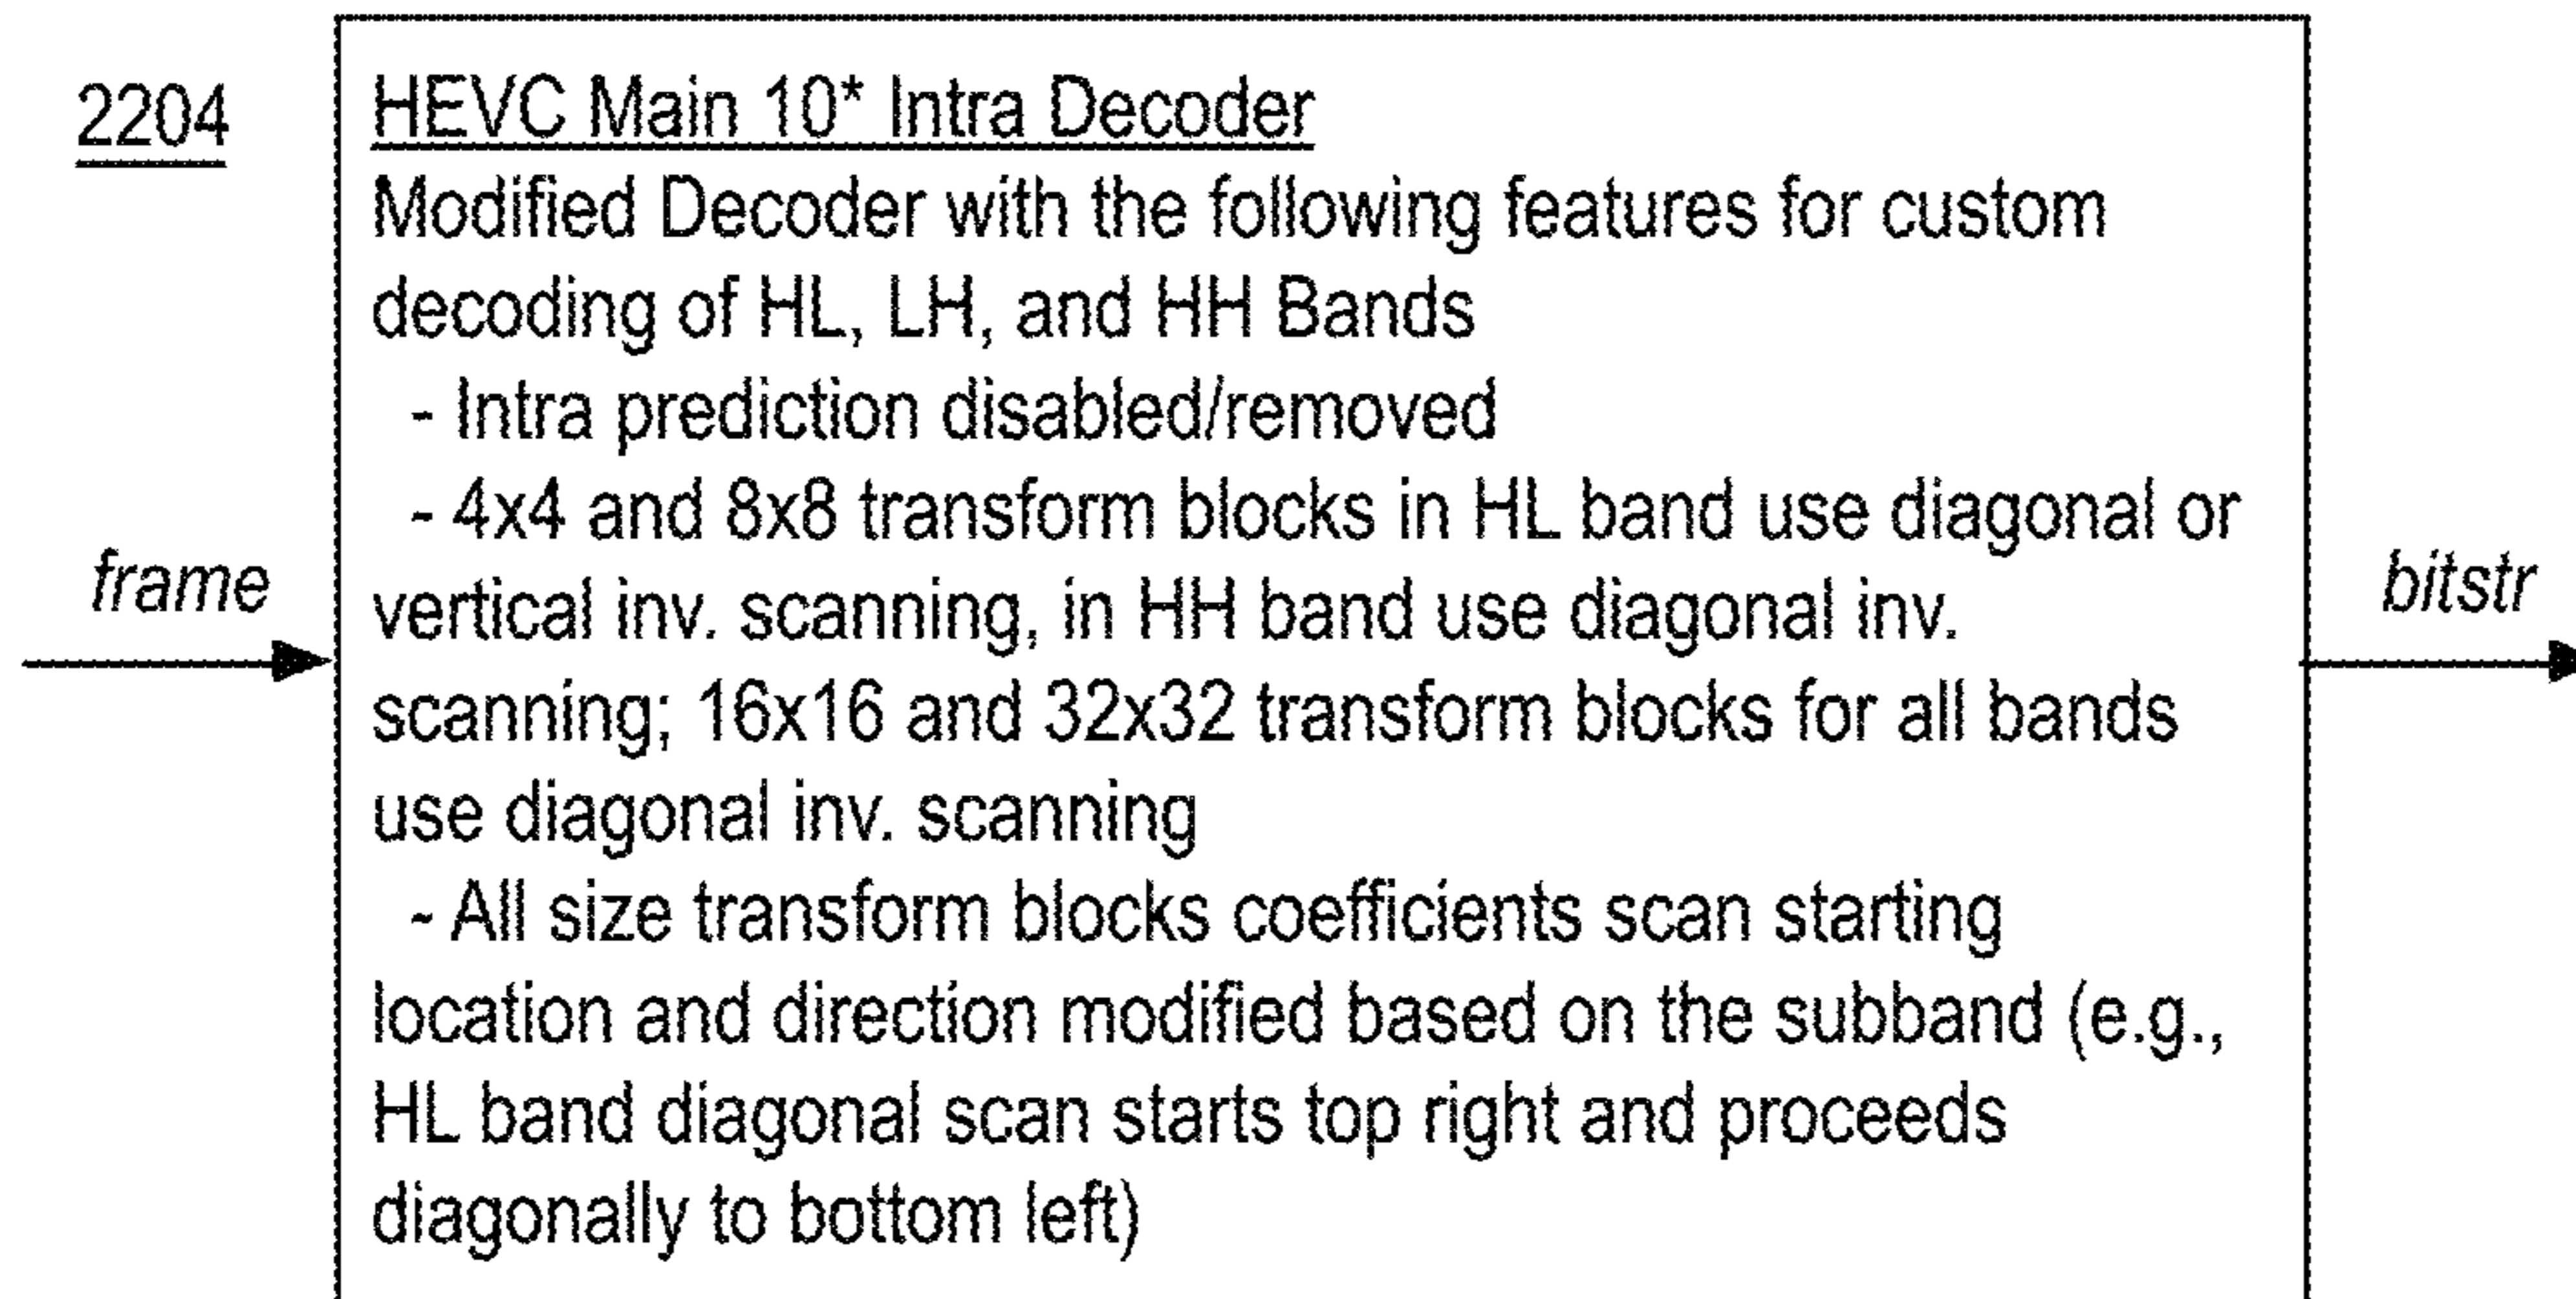 2204
HEVC Main 10* Intra Decoder
Modified Decoder with the following features for custom
decoding of HL, LH, and HH Bands
- Intra prediction disabled/removed
- 4x4 and 8x8 transform blocks in HL band use diagonal or
vertical inv. scanning, in HH band use diagonal inv.
scanning; 16x16 and 32x32 transform blocks for all bands
use diagonal inv. scanning
- All size transform blocks coefficients scan starting
location and direction modified based on the subband (e.g.,
HL band diagonal scan starts top right and proceeds
diagonally to bottom left)
frame
bitstr